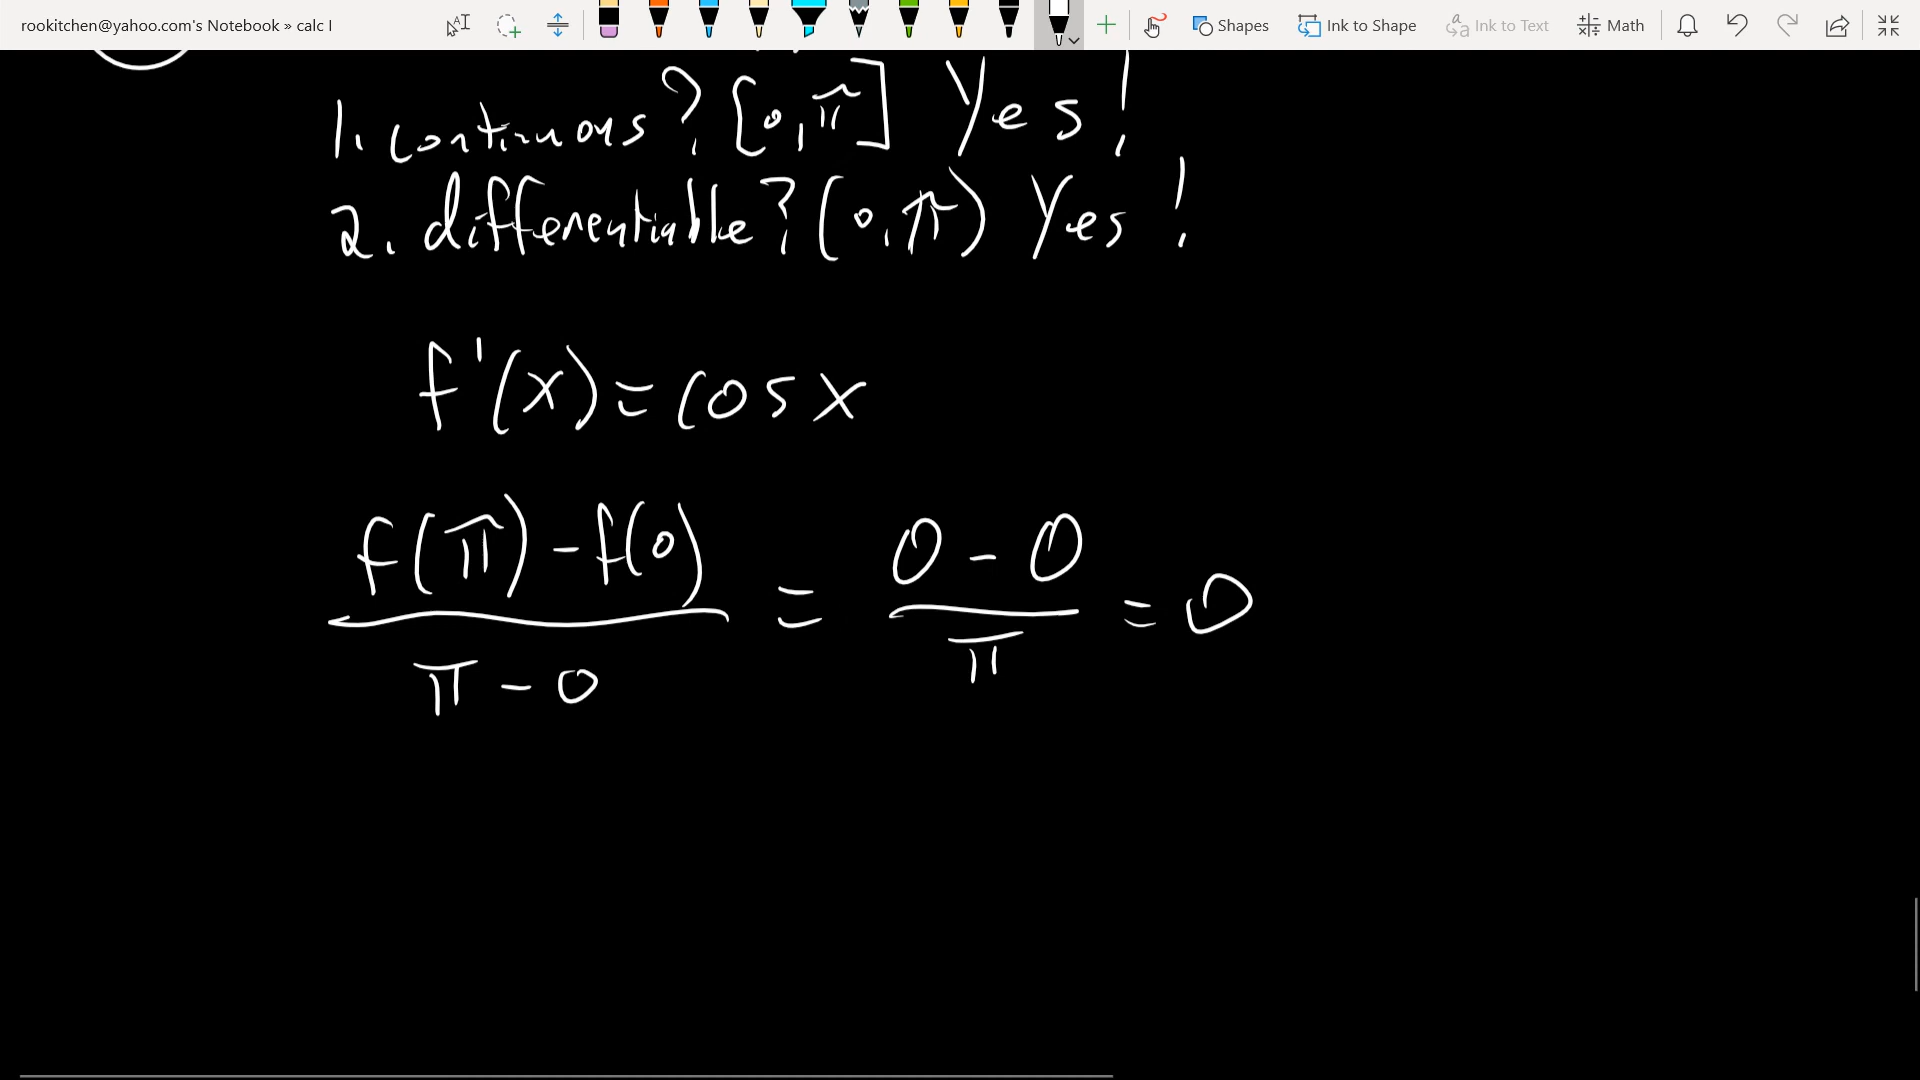 rookitchen@yahoo.com's Notebook » calc I Shapes Ink to Shape Ink to Text Math
1. continuous? [0,π] Yes!
2. differentiable? (0,π) Yes!
f'(x)=cos x
f(π)-f(0) / π-0 = 0-0 / π = 0